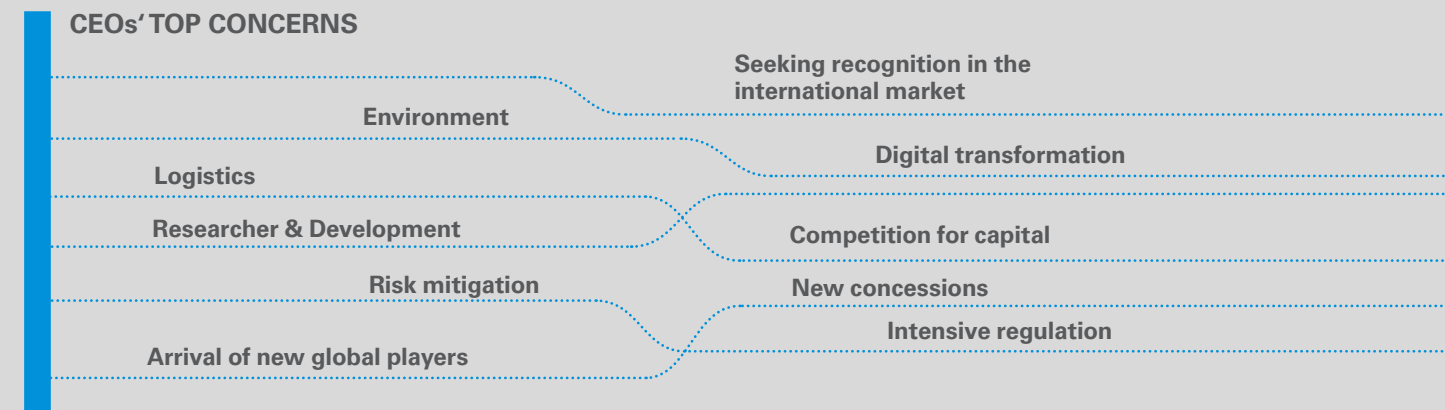 CEOs‘ TOP CONCERNS
Seeking recognition in the
international market
Environment
Digital transformation
Logistics
Researcher & Development
Competition for capital
Risk mitigation
New concessions
Intensive regulation
Arrival of new global players